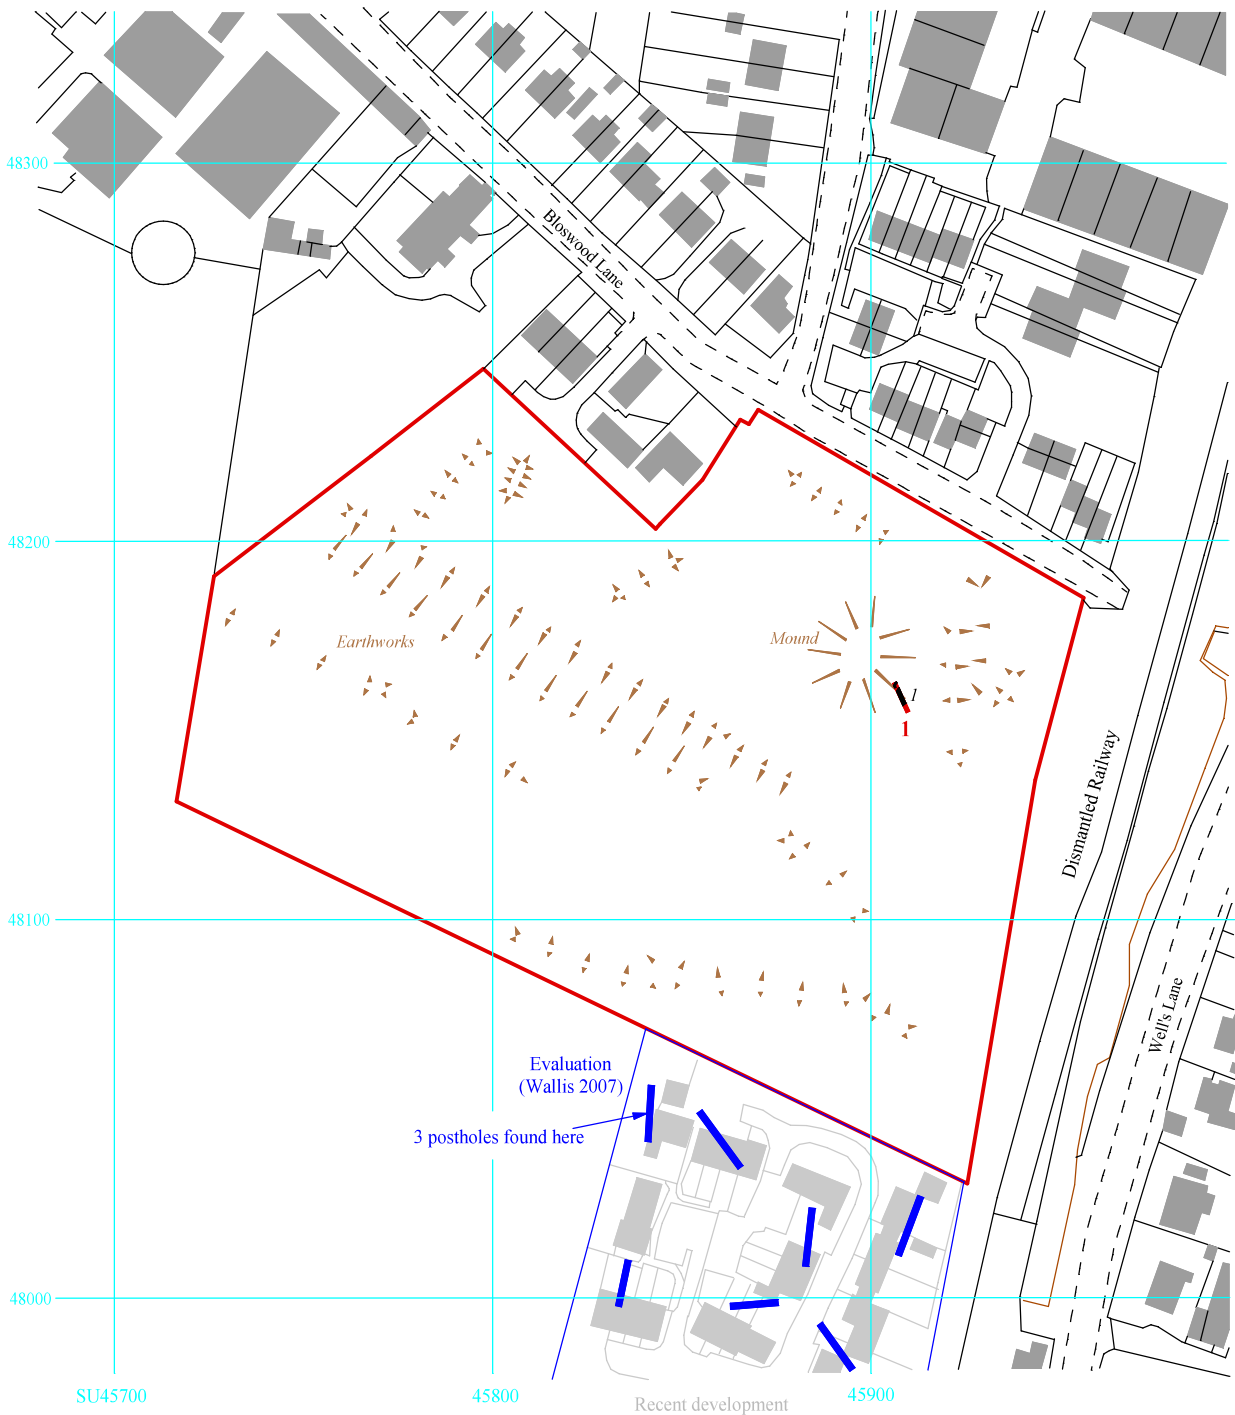 48300
Bloswood Lane
48200
Earthworks
Mound
1
1
Dismantled Railway
48100
Well's Lane
Evaluation
(Wallis 2007)
3 postholes found here
48000
SU45700
45800
45900
Recent development